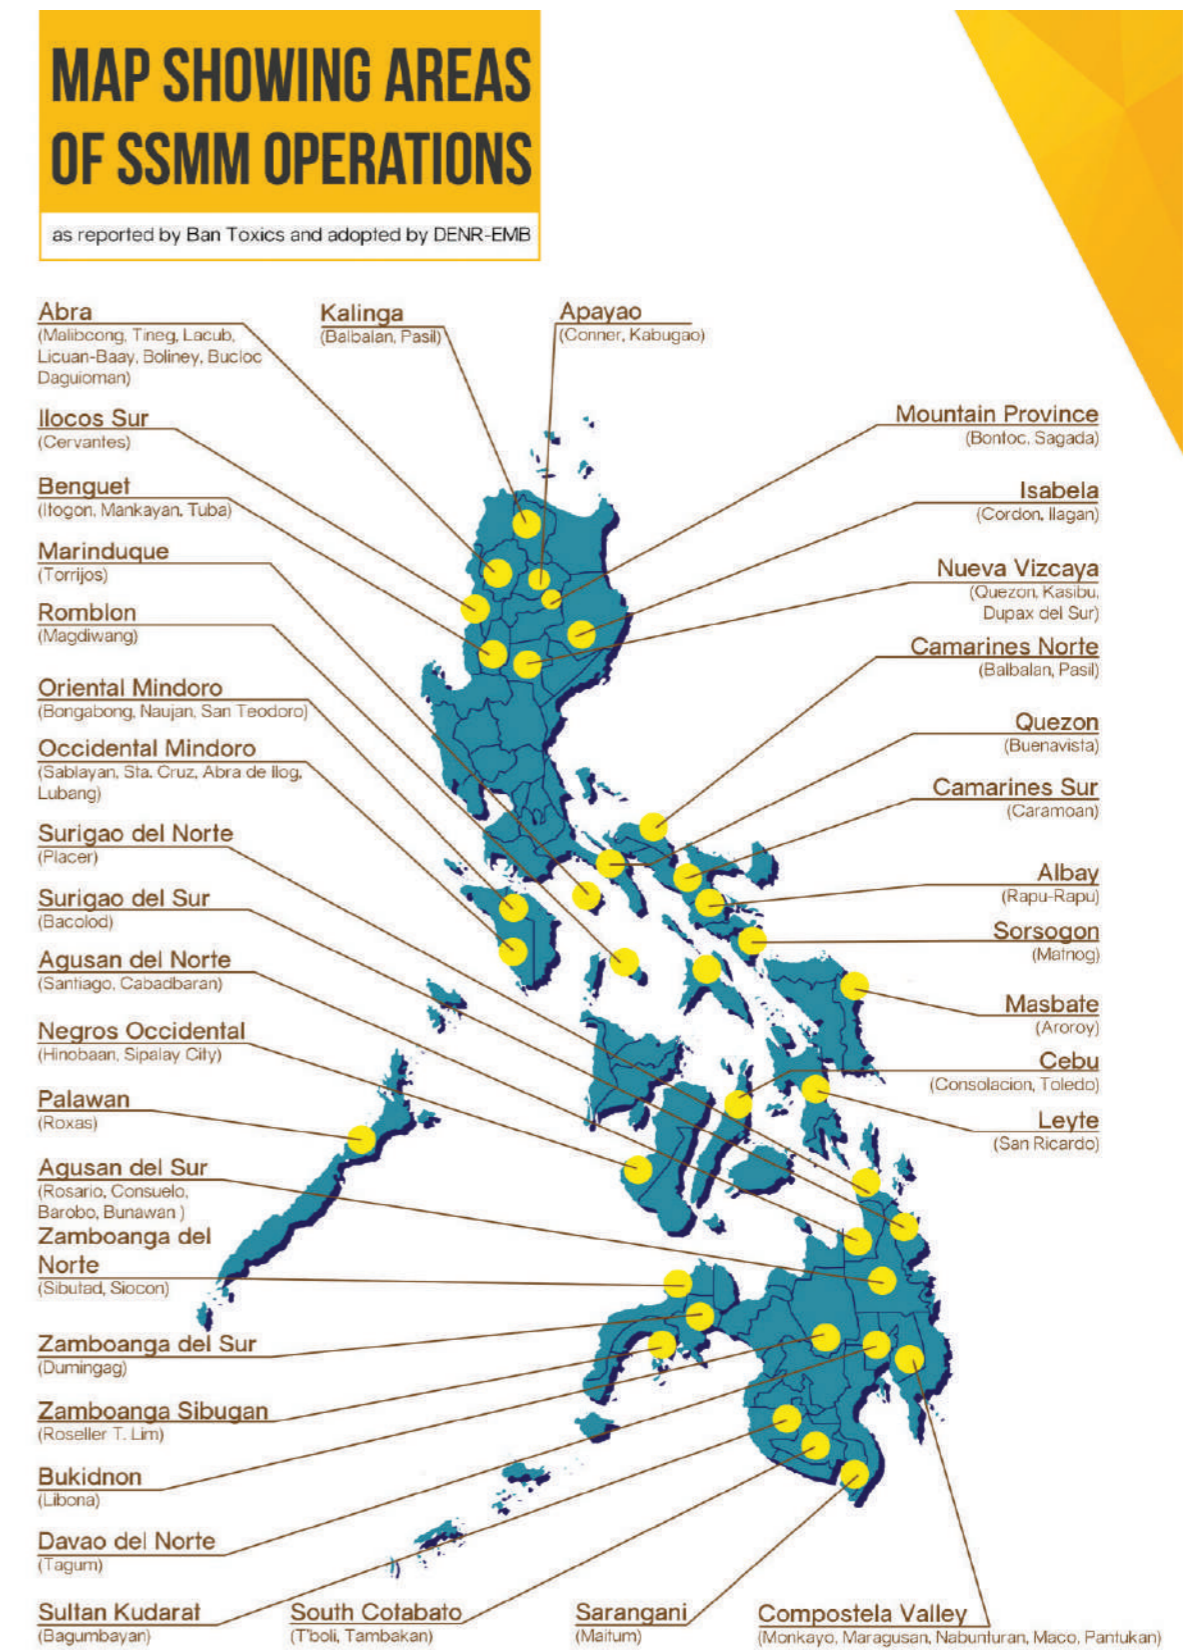 MAP SHOWING AREAS
OF SSMM OPERATIONS
as reported by Ban Toxics and adopted by DENR-EMB
Abra
(Malibcong, Tineg, Lacub,
Licuan-Baay, Boliney, Bucloc
Daguioman)
Kalinga
(Balbalan, Pasil)
Apayao
(Conner, Kabugao)
Ilocos Sur
(Cervantes)
Benguet
(Itogon, Mankayan, Tuba)
Marinduque
(Torrijos)
Romblon
(Magdiwang)
Oriental Mindoro
(Bongabong, Naujan, San Teodoro)
Occidental Mindoro
(Sablayan, Sta. Cruz, Abra de Ilog,
Lubang)
Surigao del Norte
(Placer)
Surigao del Sur
(Bacolod)
Agusan del Norte
(Santiago, Cabadbaran)
Negros Occidental
(Hinobaan, Sipalay City)
Palawan
(Roxas)
Agusan del Sur
(Rosario, Consuelo,
Barobo, Bunawan )
Zamboanga del
Norte
(Sibutad, Siocon)
Zamboanga del Sur
(Dumingag)
Zamboanga Sibugan
(Roseller T. Lim)
Bukidnon
(Libona)
Davao del Norte
(Tagum)
Sultan Kudarat
(Bagumbayan)
South Cotabato
(T'boli, Tambakan)
Sarangani
(Maitum)
Compostela Valley
(Monkayo, Maragusan, Nabunturan, Maco, Pantukan)
Mountain Province
(Bontoc, Sagada)
Isabela
(Cordon, Ilagan)
Nueva Vizcaya
(Quezon, Kasibu,
Dupax del Sur)
Camarines Norte
(Balbalan, Pasil)
Quezon
(Buenavista)
Camarines Sur
(Caramoan)
Albay
(Rapu-Rapu)
Sorsogon
(Matnog)
Masbate
(Aroroy)
Cebu
(Consolacion, Toledo)
Leyte
(San Ricardo)